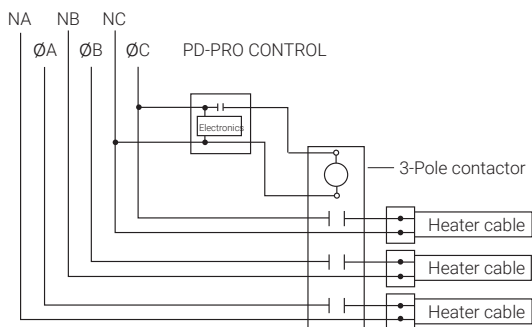 NA NB NC
ØA ØB ØC PD-PRO CONTROL
Electronics
3-Pole contactor
Heater cable
Heater cable
Heater cable